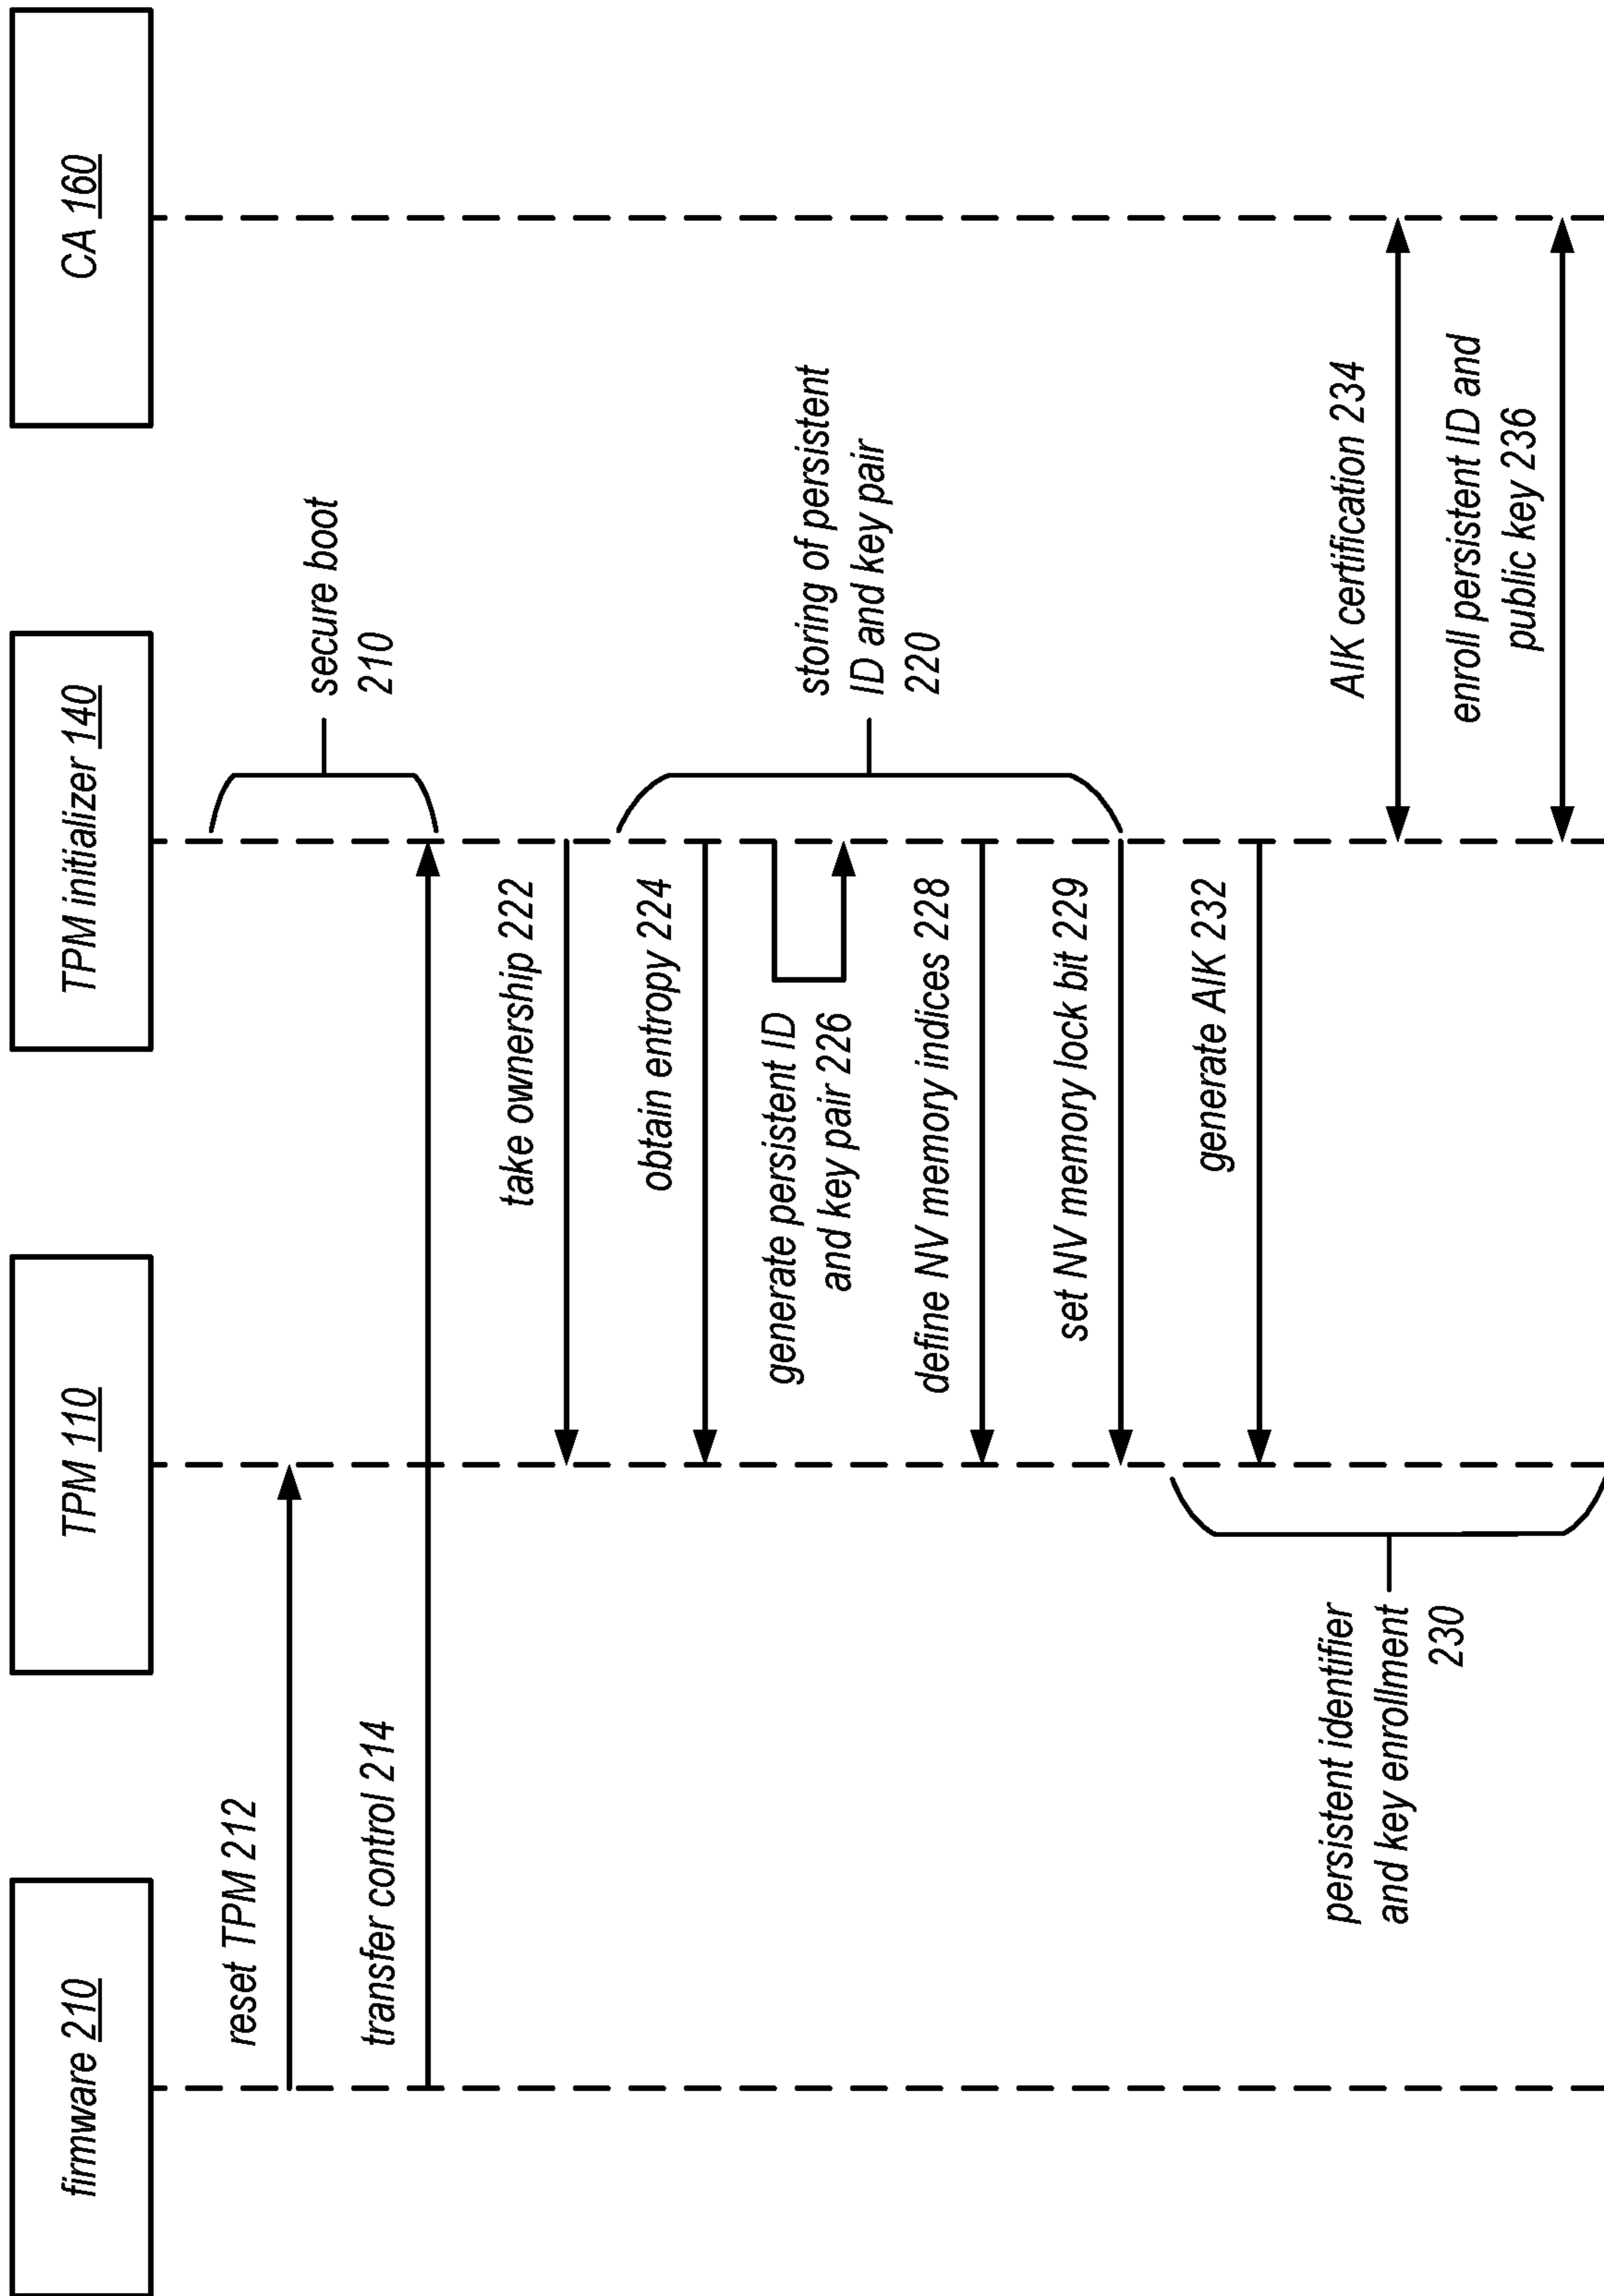 firmware 210
TPM 110
TPM initializer 140
CA 160
reset TPM 212
transfer control 214
secure boot
210
take ownership 222
obtain entropy 224
generate persistent ID
and key pair 226
define NV memory indices 228
set NV memory lock bit 229
storing of persistent
ID and key pair
220
generate AIK 232
persistent identifier
and key enrollment
230
AIK certification 234
enroll persistent ID and
public key 236